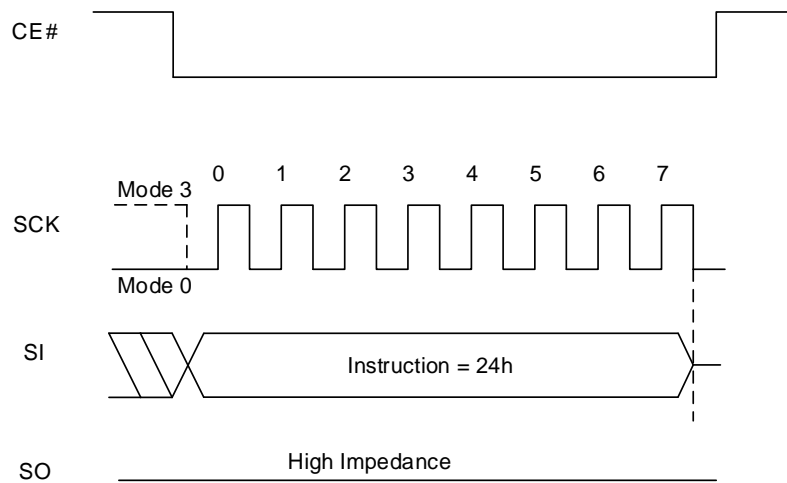 CE#
0 1 2 3 4 5 6 7
Mode 3
SCK
Mode 0
SI
Instruction = 24h
High Impedance
SO